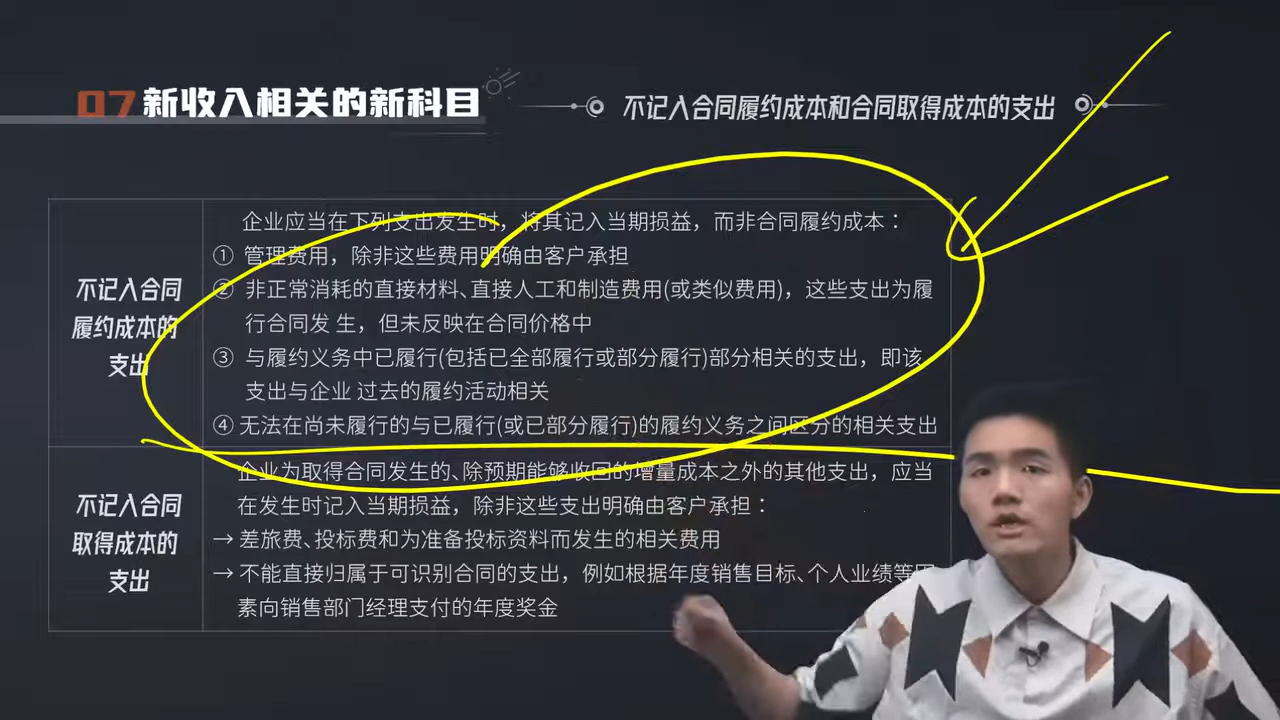 07 新收入相关的新科目
不记入合同履约成本和合同取得成本的支出
不记入合同
履约成本的
支出
企业应当在下列支出发生时，将其记入当期损益，而非合同履约成本：
① 管理费用，除非这些费用明确由客户承担
② 非正常消耗的直接材料、直接人工和制造费用(或类似费用)，这些支出为履
行合同发 生，但未反映在合同价格中
③ 与履约义务中已履行(包括已全部履行或部分履行)部分相关的支出，即该
支出与企业 过去的履约活动相关
④ 无法在尚未履行的与已履行(或已部分履行)的履约义务之间区分的相关支出
不记入合同
取得成本的
支出
企业为取得合同发生的、除预期能够收回的增量成本之外的其他支出，应当
在发生时记入当期损益，除非这些支出明确由客户承担：
→ 差旅费、投标费和为准备投标资料而发生的相关费用
→ 不能直接归属于可识别合同的支出，例如根据年度销售目标、个人业绩等因
素向销售部门经理支付的年度奖金